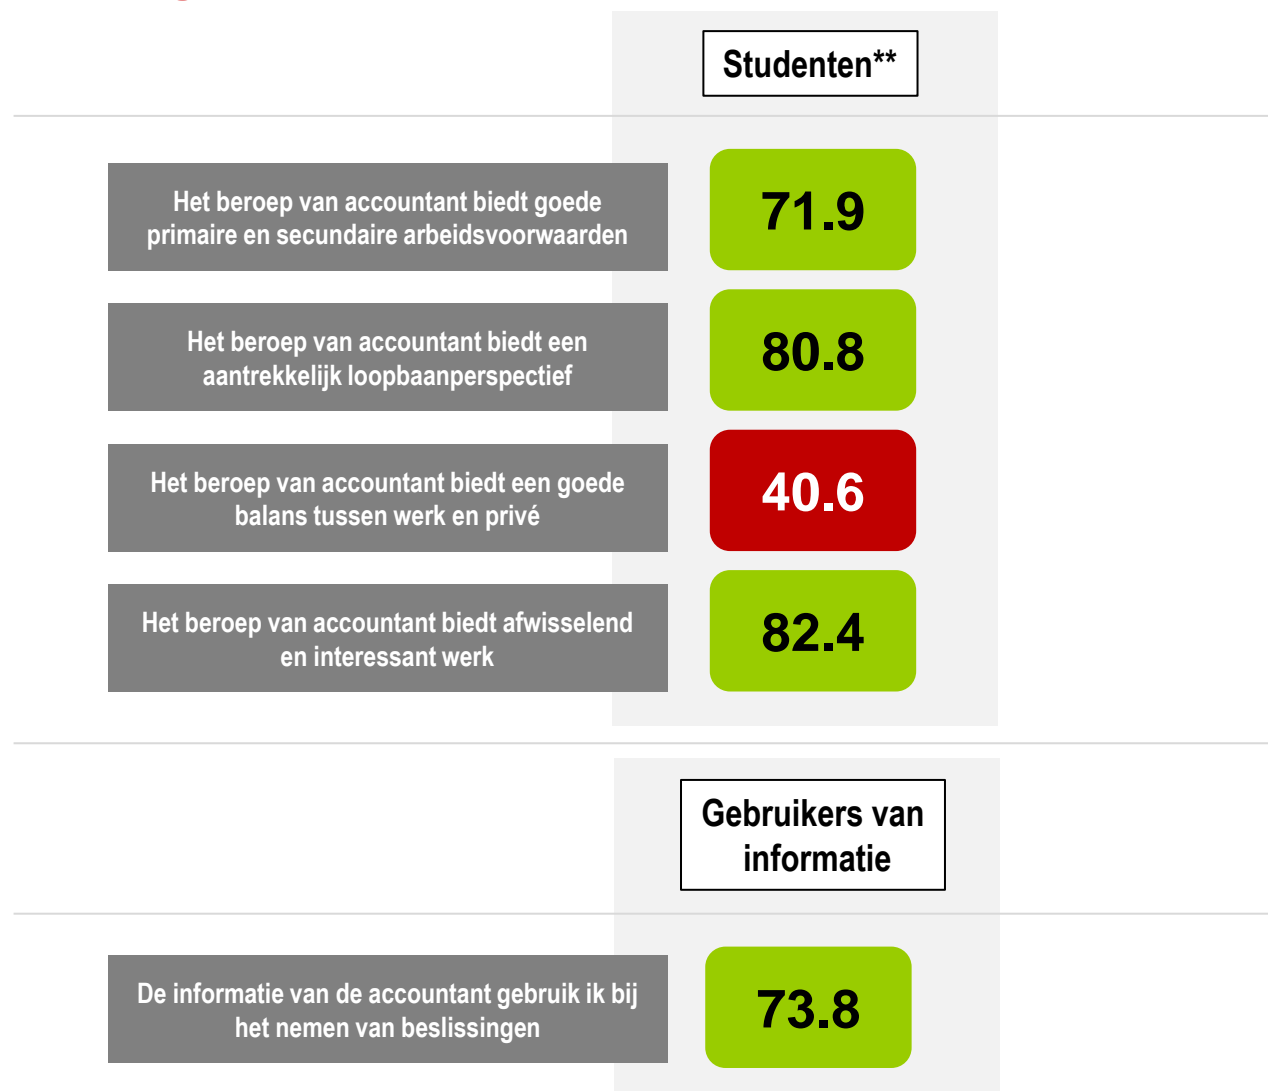 Studenten**
Het beroep van accountant biedt goede
primaire en secundaire arbeidsvoorwaarden
71.9
Het beroep van accountant biedt een
aantrekkelijk loopbaanperspectief
80.8
Het beroep van accountant biedt een goede
balans tussen werk en privé
40.6
Het beroep van accountant biedt afwisselend
en interessant werk
82.4
Gebruikers van
informatie
De informatie van de accountant gebruik ik bij
het nemen van beslissingen
73.8